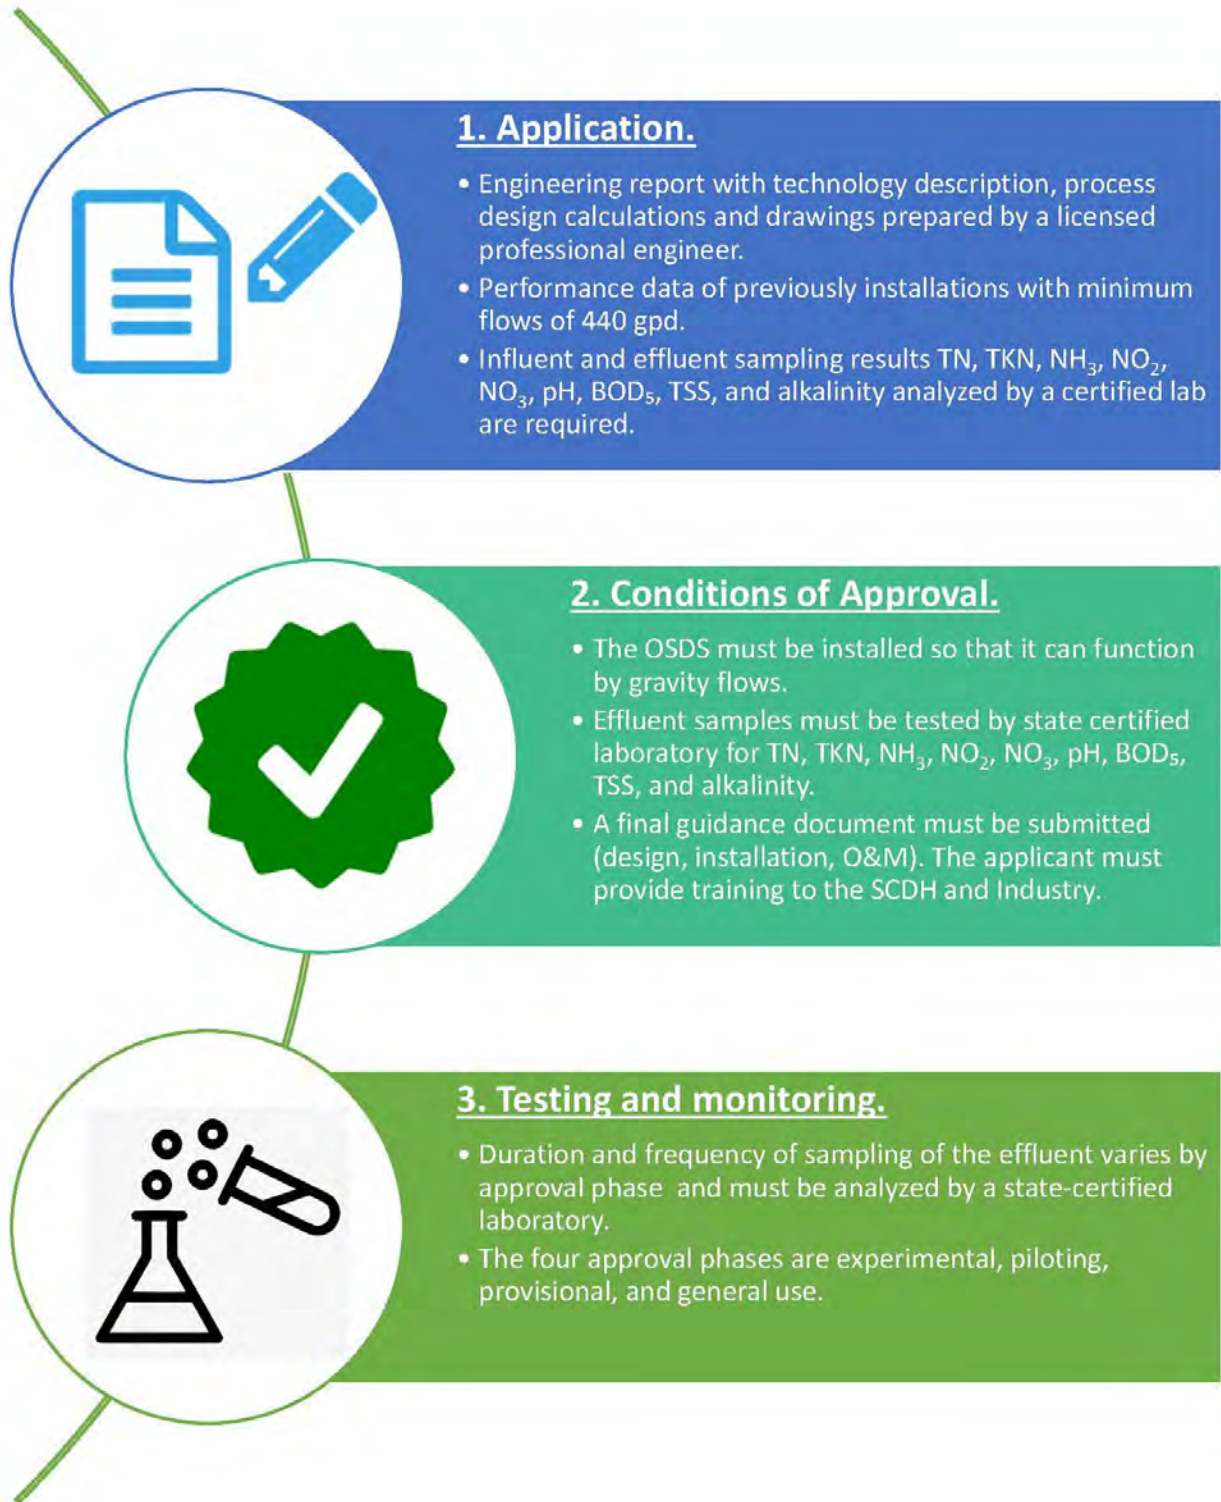 1. Application.
• Engineering report with technology description, process
design calculations and drawings prepared by a licensed
professional engineer.
• Performance data of previously installations with minimum
flows of 440 gpd.
• Influent and effluent sampling results TN, TKN, NH₃, NO₂,
NO₃, pH, BOD₅, TSS, and alkalinity analyzed by a certified lab
are required.
2. Conditions of Approval.
• The OSDS must be installed so that it can function
by gravity flows.
• Effluent samples must be tested by state certified
laboratory for TN, TKN, NH₃, NO₂, NO₃, pH, BOD₅,
TSS, and alkalinity.
• A final guidance document must be submitted
(design, installation, O&M). The applicant must
provide training to the SCDH and Industry.
3. Testing and monitoring.
• Duration and frequency of sampling of the effluent varies by
approval phase and must be analyzed by a state-certified
laboratory.
• The four approval phases are experimental, piloting,
provisional, and general use.